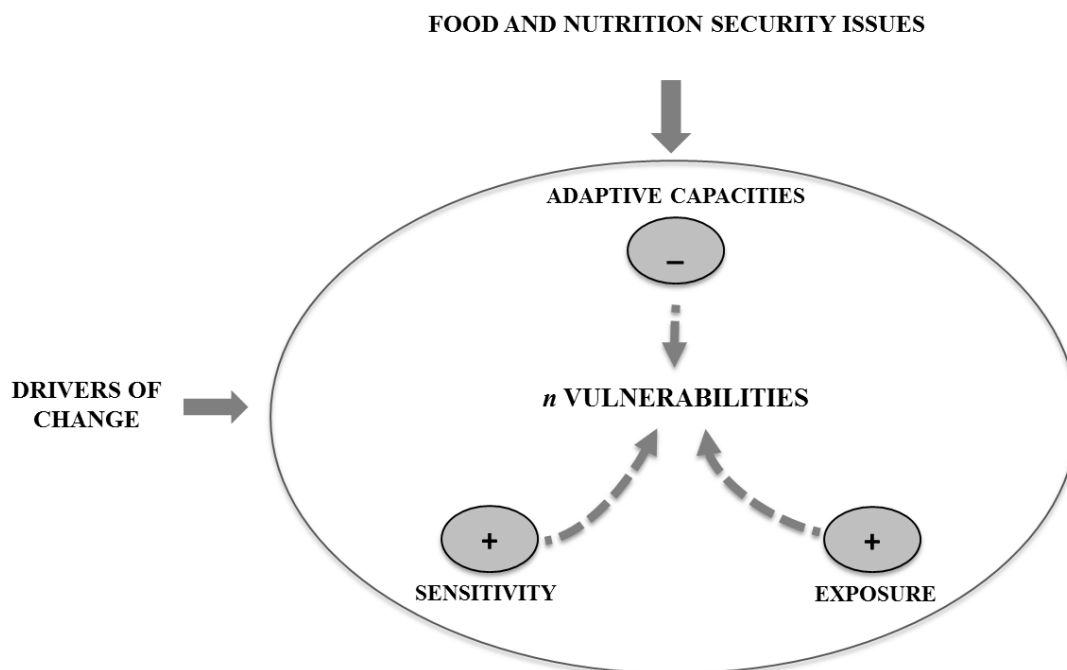 FOOD AND NUTRITION SECURITY ISSUES
ADAPTIVE CAPACITIES
–
DRIVERS OF
CHANGE
n VULNERABILITIES
+
+
SENSITIVITY
EXPOSURE